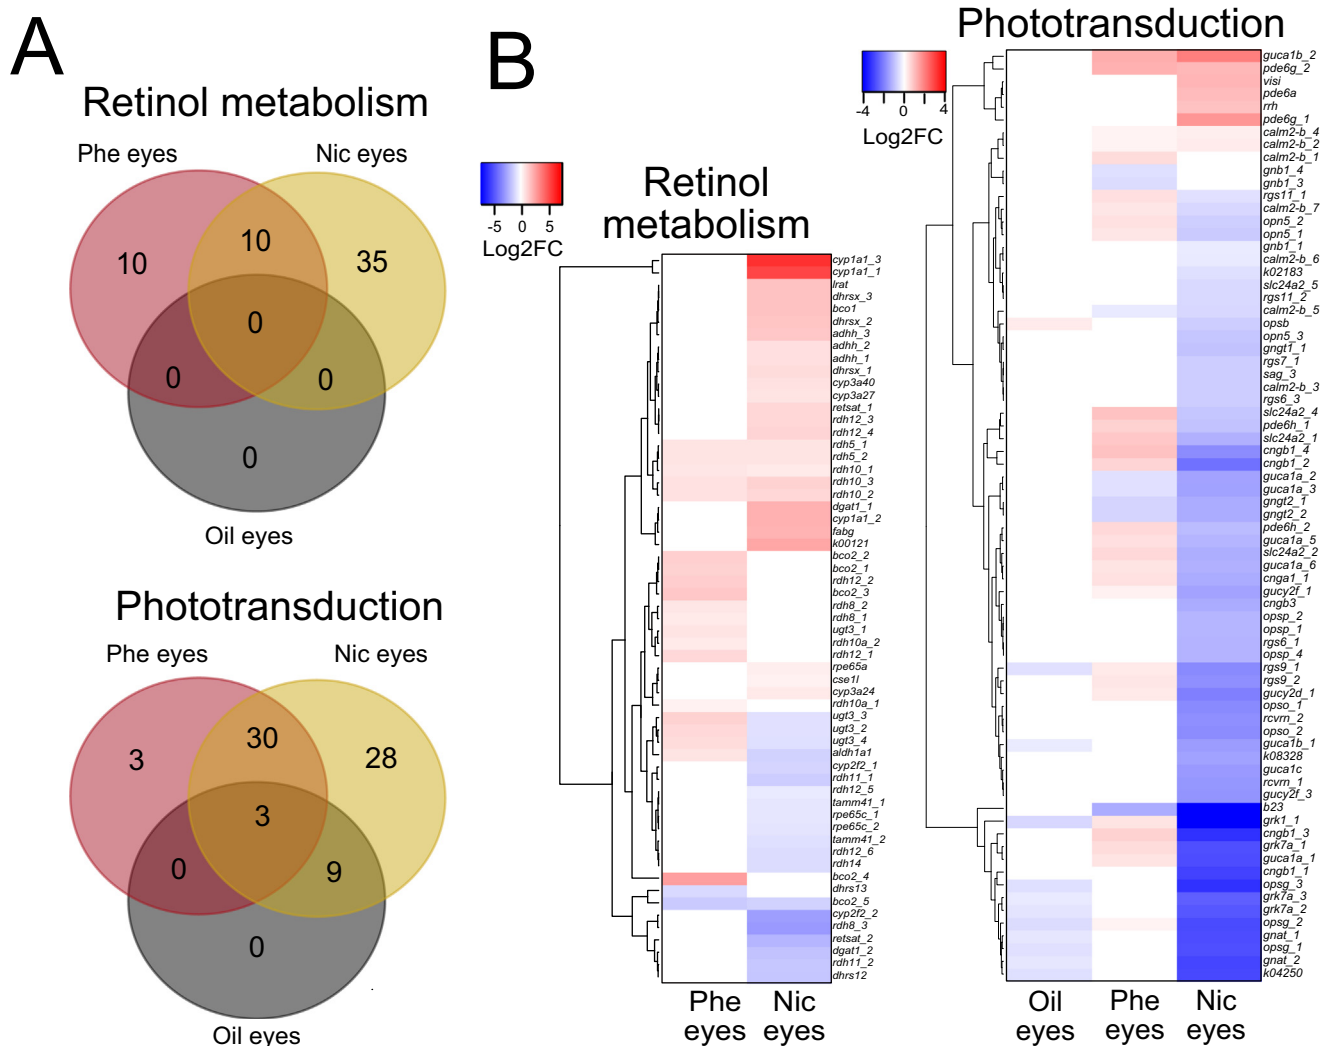 A
Retinol metabolism
Phe eyes
Nic eyes
10
10
35
0
0
0
0
Oil eyes
Phototransduction
Phe eyes
Nic eyes
3
30
28
3
0
9
0
Oil eyes
B
-5 0 5
Log2FC
Retinol
metabolism
cyp1a1_3
cyp1a1_1
lrat
dhrsx_3
bco1
dhrsx_2
adhh_3
adhh_2
adhh_1
dhrsx_1
cyp3a40
cyp3a27
retsat_1
rdh12_3
rdh12_4
rdh5_1
rdh5_2
rdh10_1
rdh10_3
rdh10_2
dgat1_1
cyp1a1_2
fabg
k00121
bco2_2
bco2_1
rdh12_2
bco2_3
rdh8_2
rdh8_1
ugt3_1
rdh10a_2
rdh12_1
rpe65a
cse1l
cyp3a24
rdh10a_1
ugt3_3
ugt3_2
ugt3_4
aldh1a1
cyp2f2_1
rdh11_1
rdh12_5
tamm41_1
rpe65c_1
rpe65c_2
tamm41_2
rdh12_6
rdh14
bco2_4
dhrs13
bco2_5
cyp2f2_2
rdh8_3
retsat_2
dgat1_2
rdh11_2
dhrs12
Phe
eyes
Nic
eyes
Phototransduction
-4 0 4
Log2FC
guca1b_2
pde6g_2
visi
pde6a
rrh
pde6g_1
calm2-b_4
calm2-b_2
calm2-b_1
gnb1_4
gnb1_3
rgs11_1
calm2-b_7
opn5_2
opn5_1
gnb1_1
calm2-b_6
k02183
slc24a2_5
rgs11_2
calm2-b_5
opsb
opn5_3
gngt1_1
rgs7_1
sag_3
calm2-b_3
rgs6_3
slc24a2_4
pde6h_1
slc24a2_1
cngb1_4
cngb1_2
guca1a_2
guca1a_3
gngt2_1
gngt2_2
pde6h_2
guca1a_5
slc24a2_2
guca1a_6
cnga1_1
gucy2f_1
cngb3
opsp_2
opsp_1
rgs6_1
opsp_4
rgs9_1
rgs9_2
gucy2d_1
opso_1
rcvrn_2
opso_2
guca1b_1
k08328
guca1c
rcvrn_1
gucy2f_3
b23
grk1_1
cngb1_3
grk7a_1
guca1a_1
cngb1_1
opsg_3
grk7a_3
grk7a_2
opsg_2
gnat_1
opsg_1
gnat_2
k04250
Oil
eyes
Phe
eyes
Nic
eyes